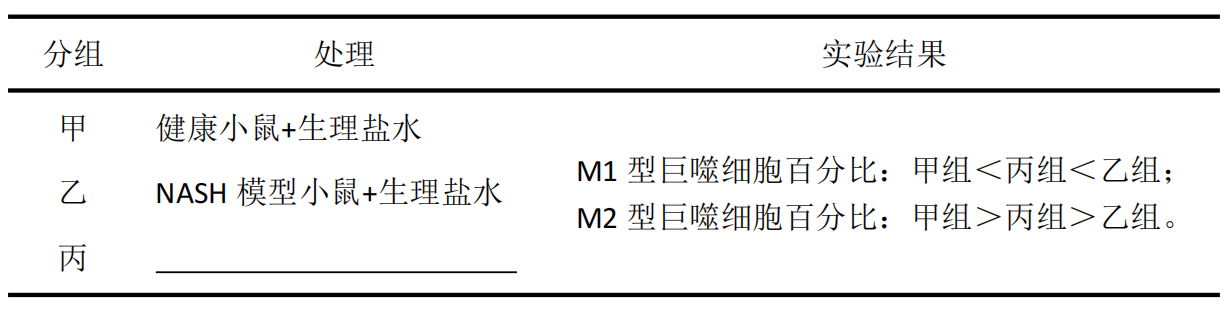 分组 处理 实验结果
甲 健康小鼠+生理盐水
乙 NASH 模型小鼠+生理盐水
丙
M1 型巨噬细胞百分比：甲组＜丙组＜乙组；
M2 型巨噬细胞百分比：甲组＞丙组＞乙组。